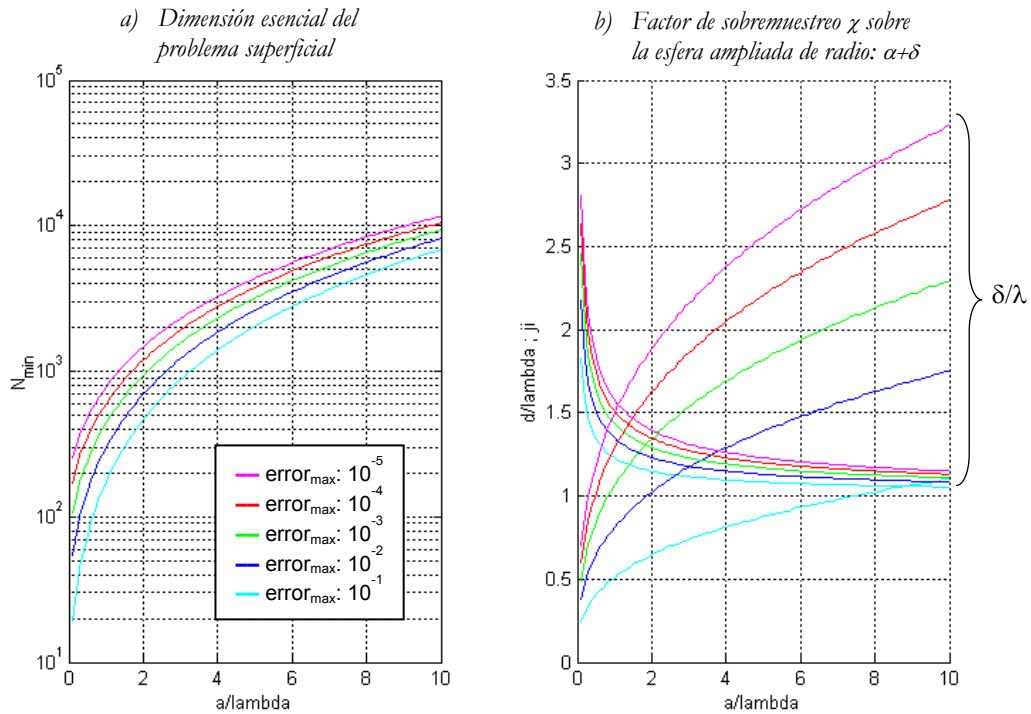 a) Dimensión esencial del
problema superficial
10^5
10^4
10^3
10^2
10^1
N_min
0 2 4 6 8 10
a/lambda
error_max: 10^-5
error_max: 10^-4
error_max: 10^-3
error_max: 10^-2
error_max: 10^-1
b) Factor de sobremuestreo χ sobre
la esfera ampliada de radio: α+δ
3.5
3
2.5
2
1.5
1
0.5
0
d/lambda ; ji
0 2 4 6 8 10
a/lambda
δ/λ